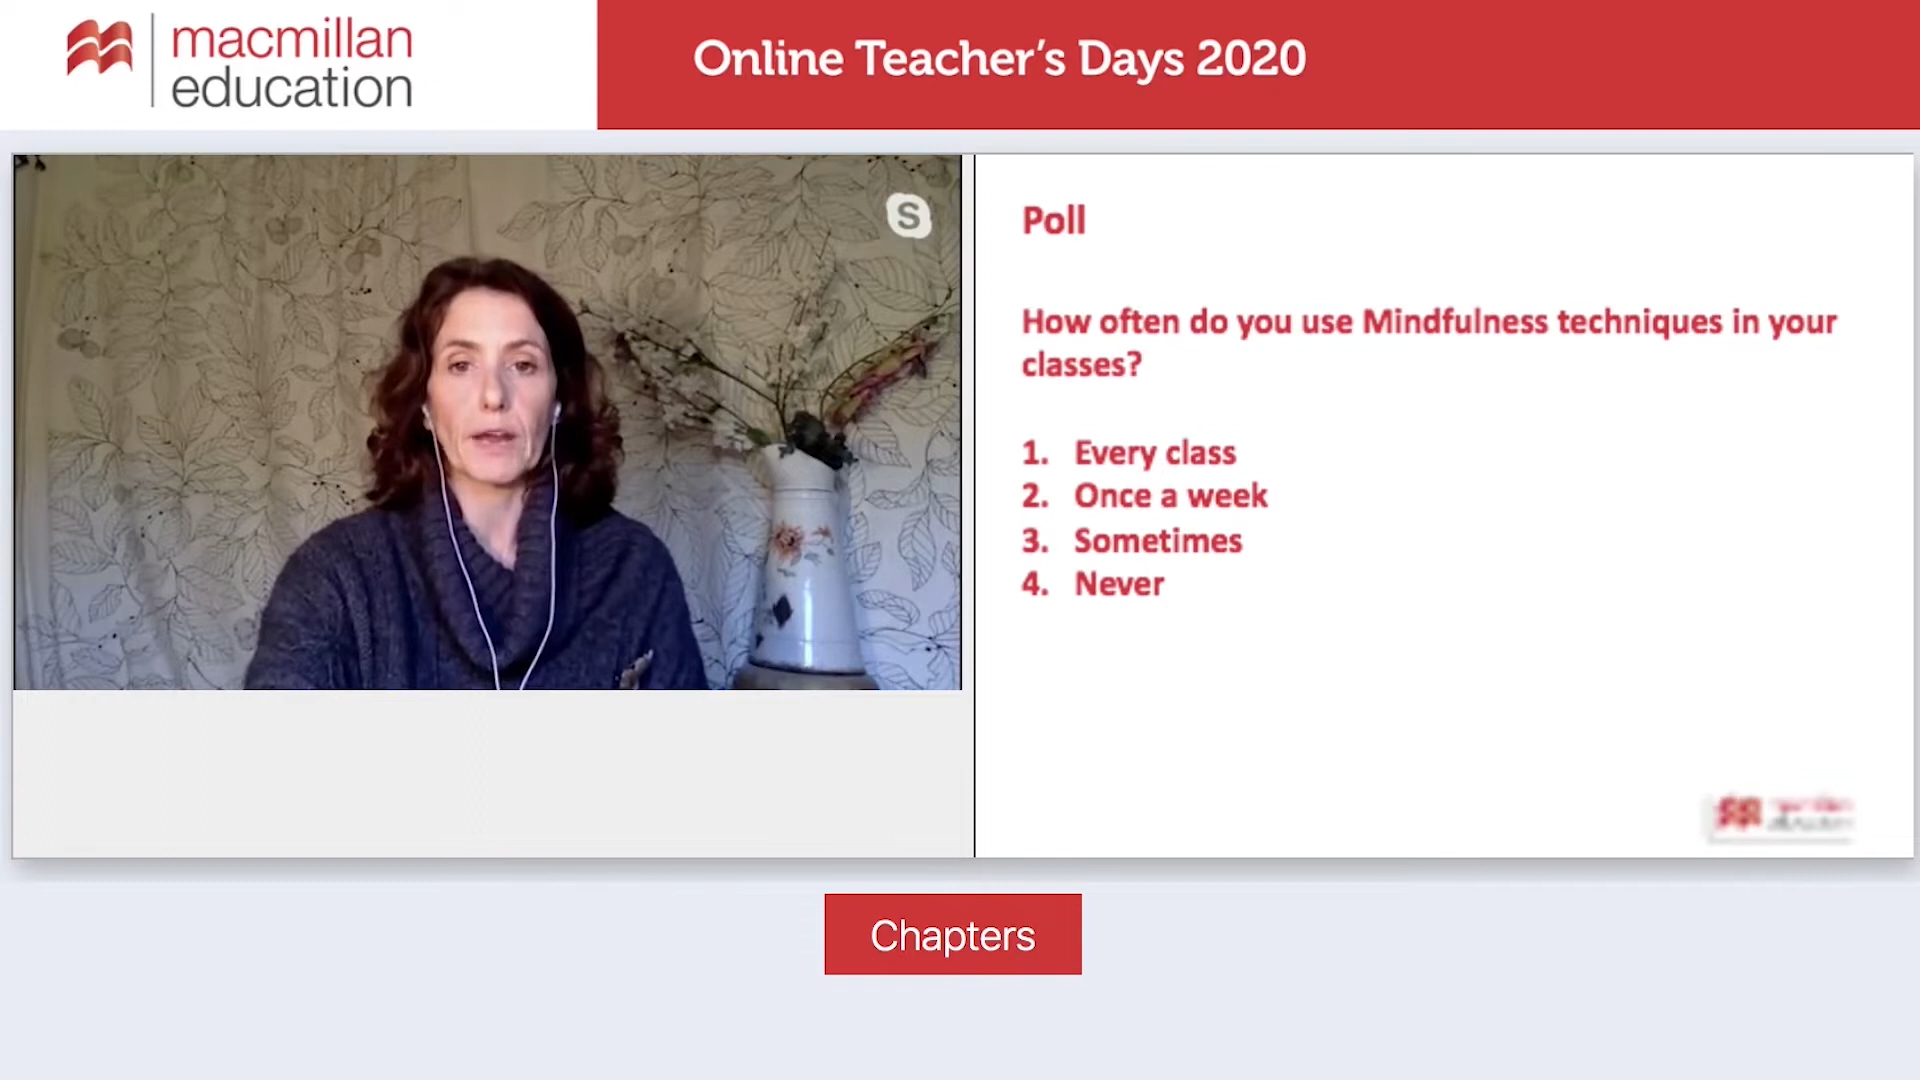 macmillan
education
Online Teacher's Days 2020
S
Poll
How often do you use Mindfulness techniques in your
classes?
1. Every class
2. Once a week
3. Sometimes
4. Never
Chapters